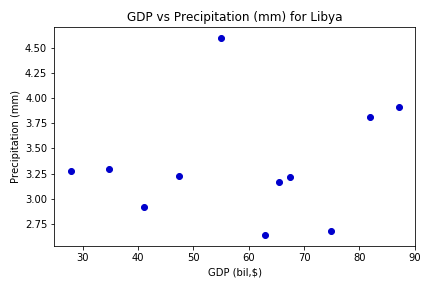 GDP vs Precipitation (mm) for Libya
4.50
4.25
4.00
3.75
3.50
3.25
3.00
2.75
Precipitation (mm)
30 40 50 60 70 80 90
GDP (bil,$)